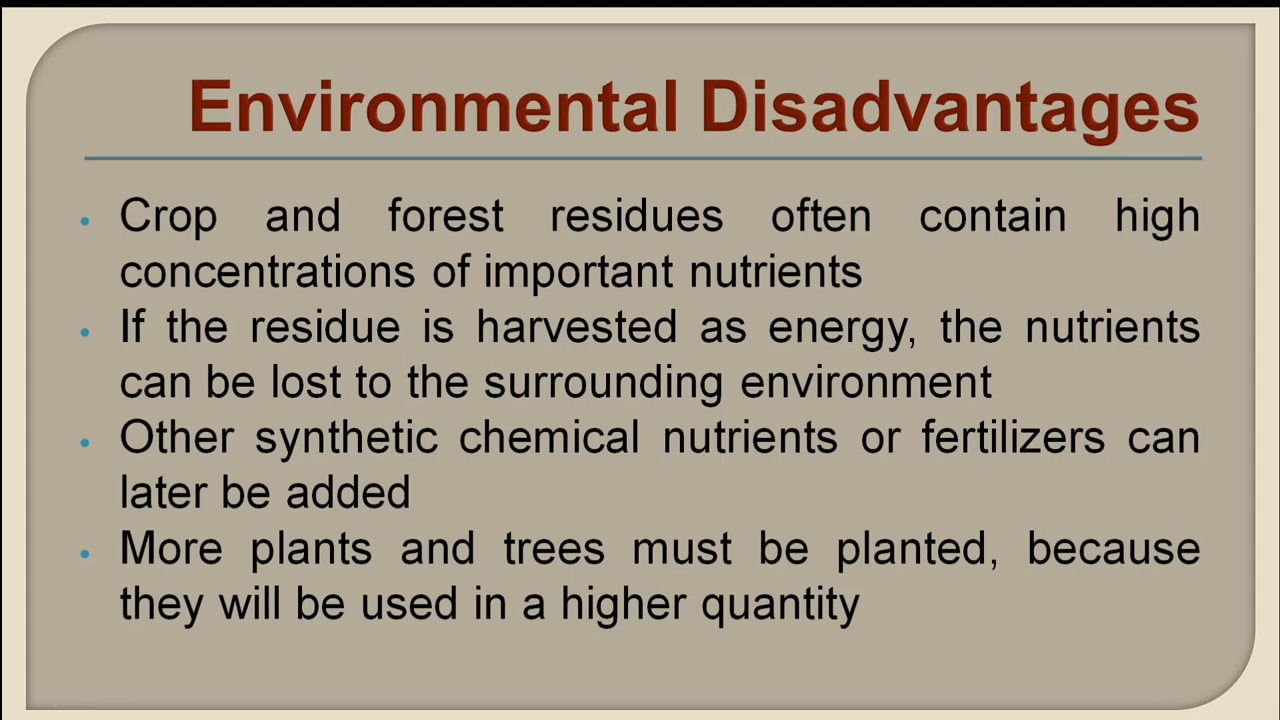 Environmental Disadvantages
• Crop and forest residues often contain high
concentrations of important nutrients
• If the residue is harvested as energy, the nutrients
can be lost to the surrounding environment
• Other synthetic chemical nutrients or fertilizers can
later be added
• More plants and trees must be planted, because
they will be used in a higher quantity